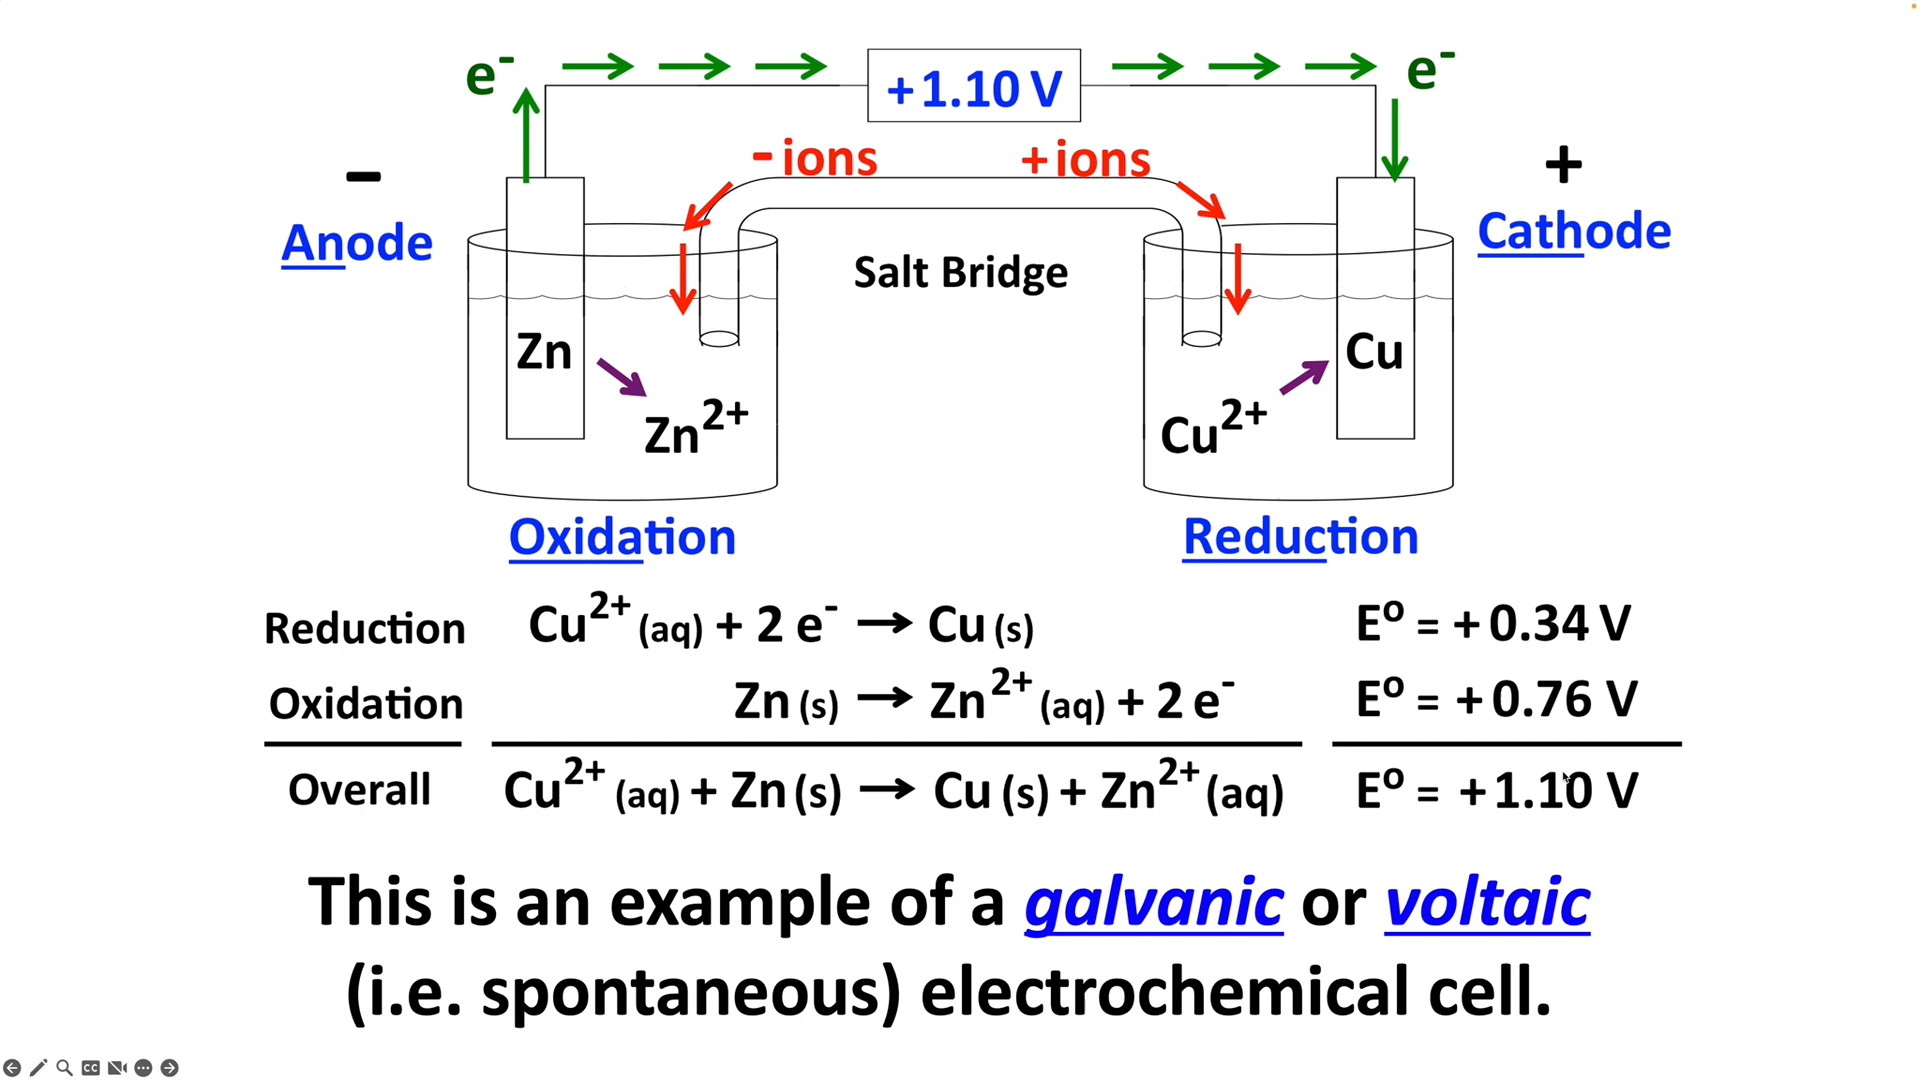 e⁻ e⁻
+1.10 V
- ions + ions
− +
Anode Cathode
Salt Bridge
Zn Cu
Zn²⁺ Cu²⁺
Oxidation Reduction
Reduction Cu²⁺ (aq) + 2 e⁻ → Cu (s) Eº = +0.34 V
Oxidation Zn (s) → Zn²⁺ (aq) + 2 e⁻ Eº = +0.76 V
Overall Cu²⁺ (aq) + Zn (s) → Cu (s) + Zn²⁺ (aq) Eº = +1.10 V
This is an example of a galvanic or voltaic
(i.e. spontaneous) electrochemical cell.
CC